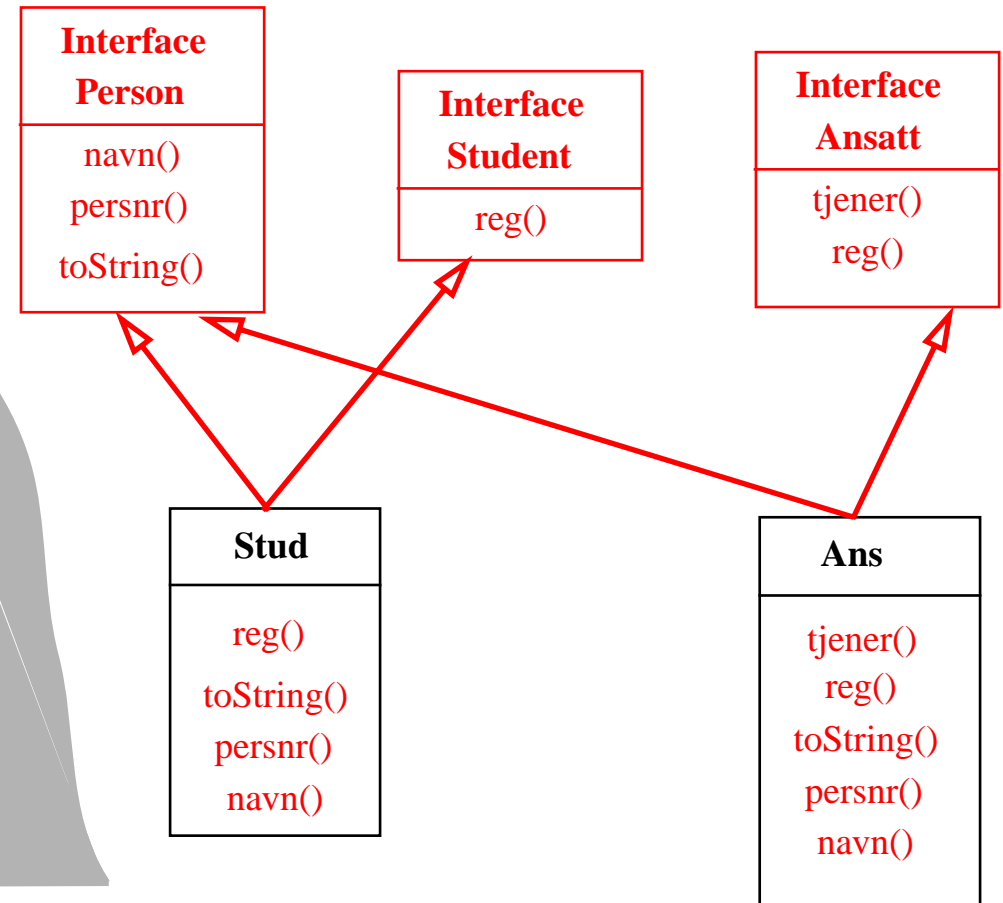 Interface
Person
navn()
persnr()
toString()
Interface
Student
reg()
Interface
Ansatt
tjener()
reg()
Stud
reg()
toString()
persnr()
navn()
Ans
tjener()
reg()
toString()
persnr()
navn()